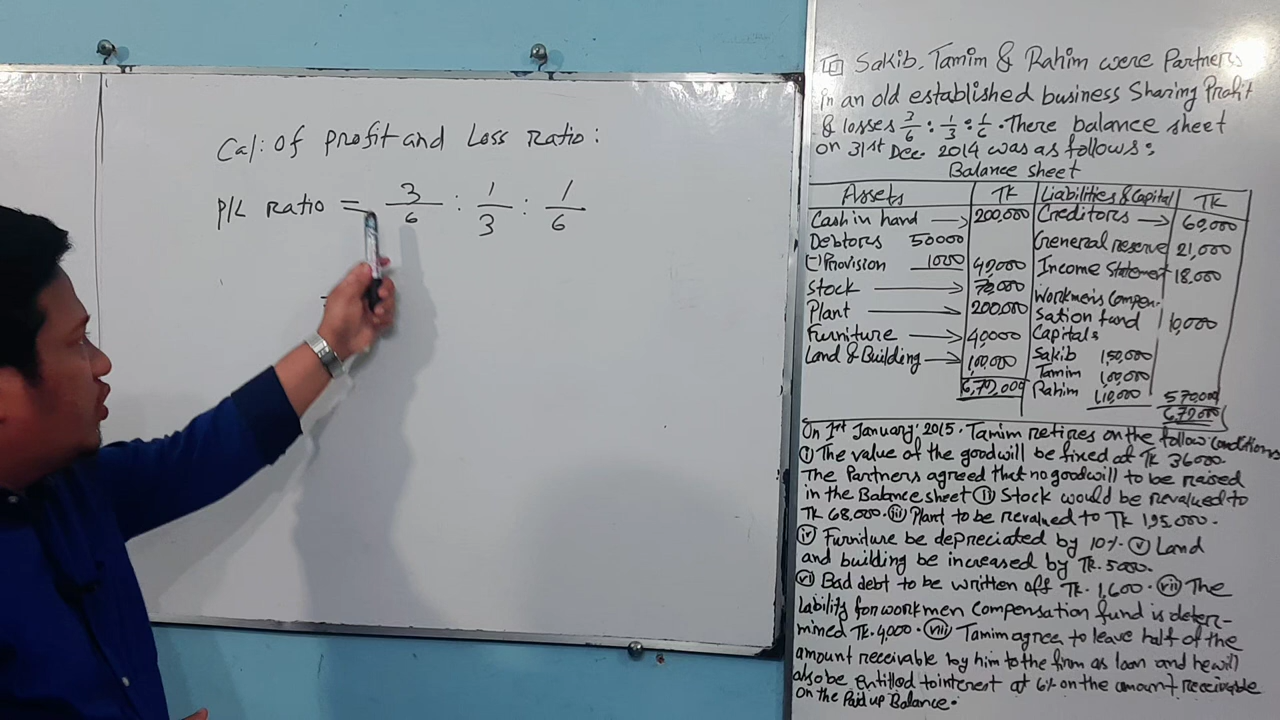 Cal: Of profit and Loss Ratio:
P/L Ratio = 3/6 : 1/3 : 1/6
Sakib, Tamim & Rahim were Partners
in an old established business Sharing Profit
& losses 3/6 : 1/3 : 1/6 . There balance sheet
on 31st Dec. 2014 was as follows:
Balance sheet
Assets TK Liabilities & Capital TK
Cash in hand → 200,000 Creditors → 60,000
Debtors 50000 General reserve 21,000
(-) Provision 1000 49,000 Income Statement 18,000
Stock → 70,000 Workmen's Compen-
Plant → 200,000 sation fund 10,000
Furniture → 40,000 Capitals
Land & Building → 100,000 Sakib 150,000
Tamim 100,000
Rahim 110,000 570,000
6,79,000 679,000
On 1st January' 2015. Tamim retires on the follow conditions
(i) The value of the goodwill be fixed at TK 36000.
The Partners agreed that no goodwill to be raised
in the Balance sheet (ii) Stock would be revalued to
TK 68,000. (iii) Plant to be revalued to TK 195,000.
(iv) Furniture be depreciated by 10%. (v) Land
and building be increased by TK. 5000.
(vi) Bad debt to be written off TK. 1,600. (vii) The
lability for workmen compensation fund is deter-
mined TK. 4,000. (viii) Tamim agree to leave half of the
amount receivable by him to the firm as loan and he will
also be entitled to interest at 6% on the amount receivable
on the Paid up Balance.